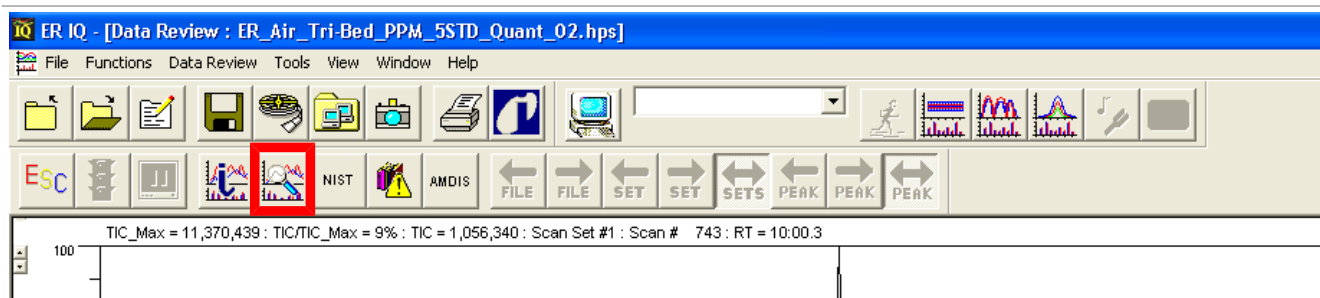 IQ ER IQ - [Data Review : ER_Air_Tri-Bed_PPM_5STD_Quant_02.hps]
File Functions Data Review Tools View Window Help
ESC NIST AMDIS FILE FILE SET SET SETS PEAK PEAK PEAK
TIC_Max = 11,370,439 : TIC/TIC_Max = 9% : TIC = 1,056,340 : Scan Set #1 : Scan # 743 : RT = 10:00.3
100